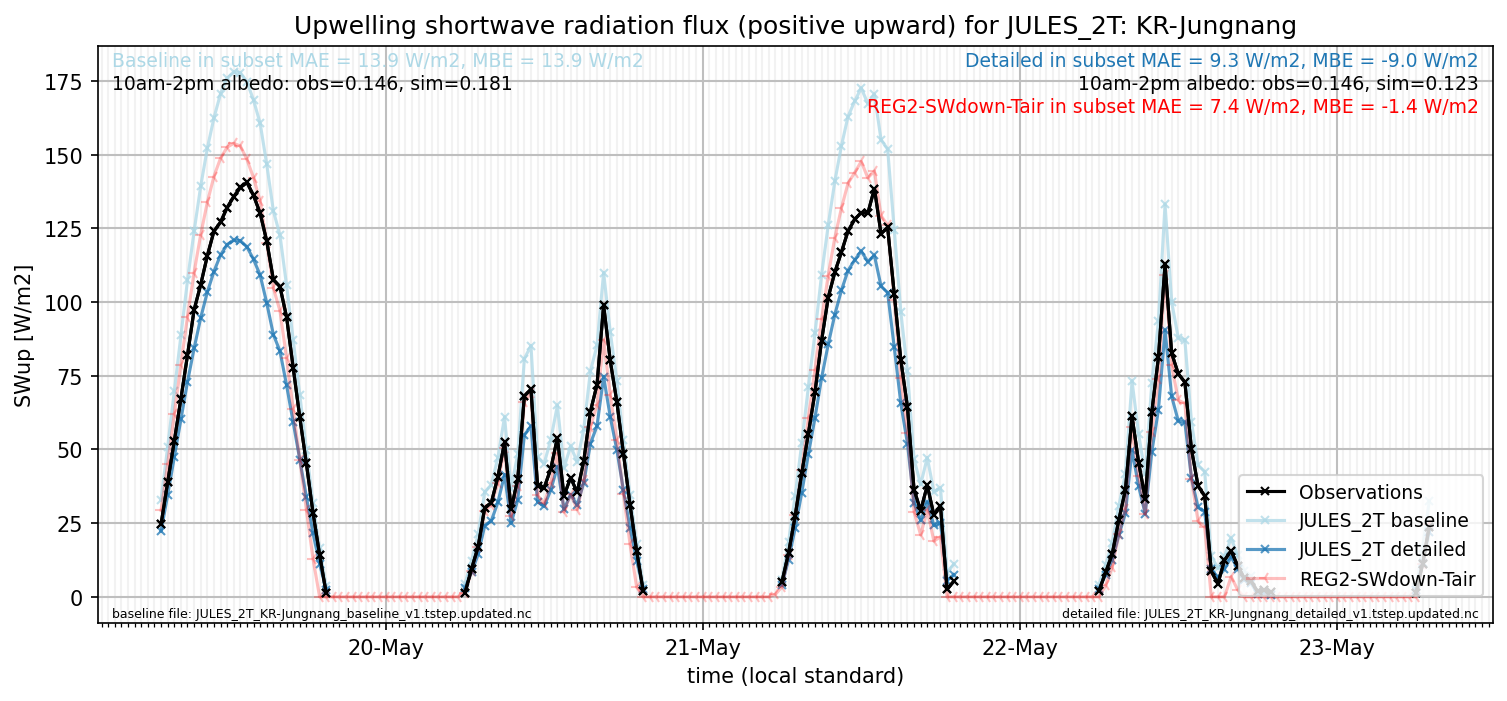 Upwelling shortwave radiation flux (positive upward) for JULES_2T: KR-Jungnang
Baseline in subset MAE = 13.9 W/m2, MBE = 13.9 W/m2
10am-2pm albedo: obs=0.146, sim=0.181
Detailed in subset MAE = 9.3 W/m2, MBE = -9.0 W/m2
10am-2pm albedo: obs=0.146, sim=0.123
REG2-SWdown-Tair in subset MAE = 7.4 W/m2, MBE = -1.4 W/m2
SWup [W/m2]
175
150
125
100
75
50
25
0
Observations
JULES_2T baseline
JULES_2T detailed
REG2-SWdown-Tair
baseline file: JULES_2T_KR-Jungnang_baseline_v1.tstep.updated.nc
detailed file: JULES_2T_KR-Jungnang_detailed_v1.tstep.updated.nc
20-May
21-May
22-May
23-May
time (local standard)